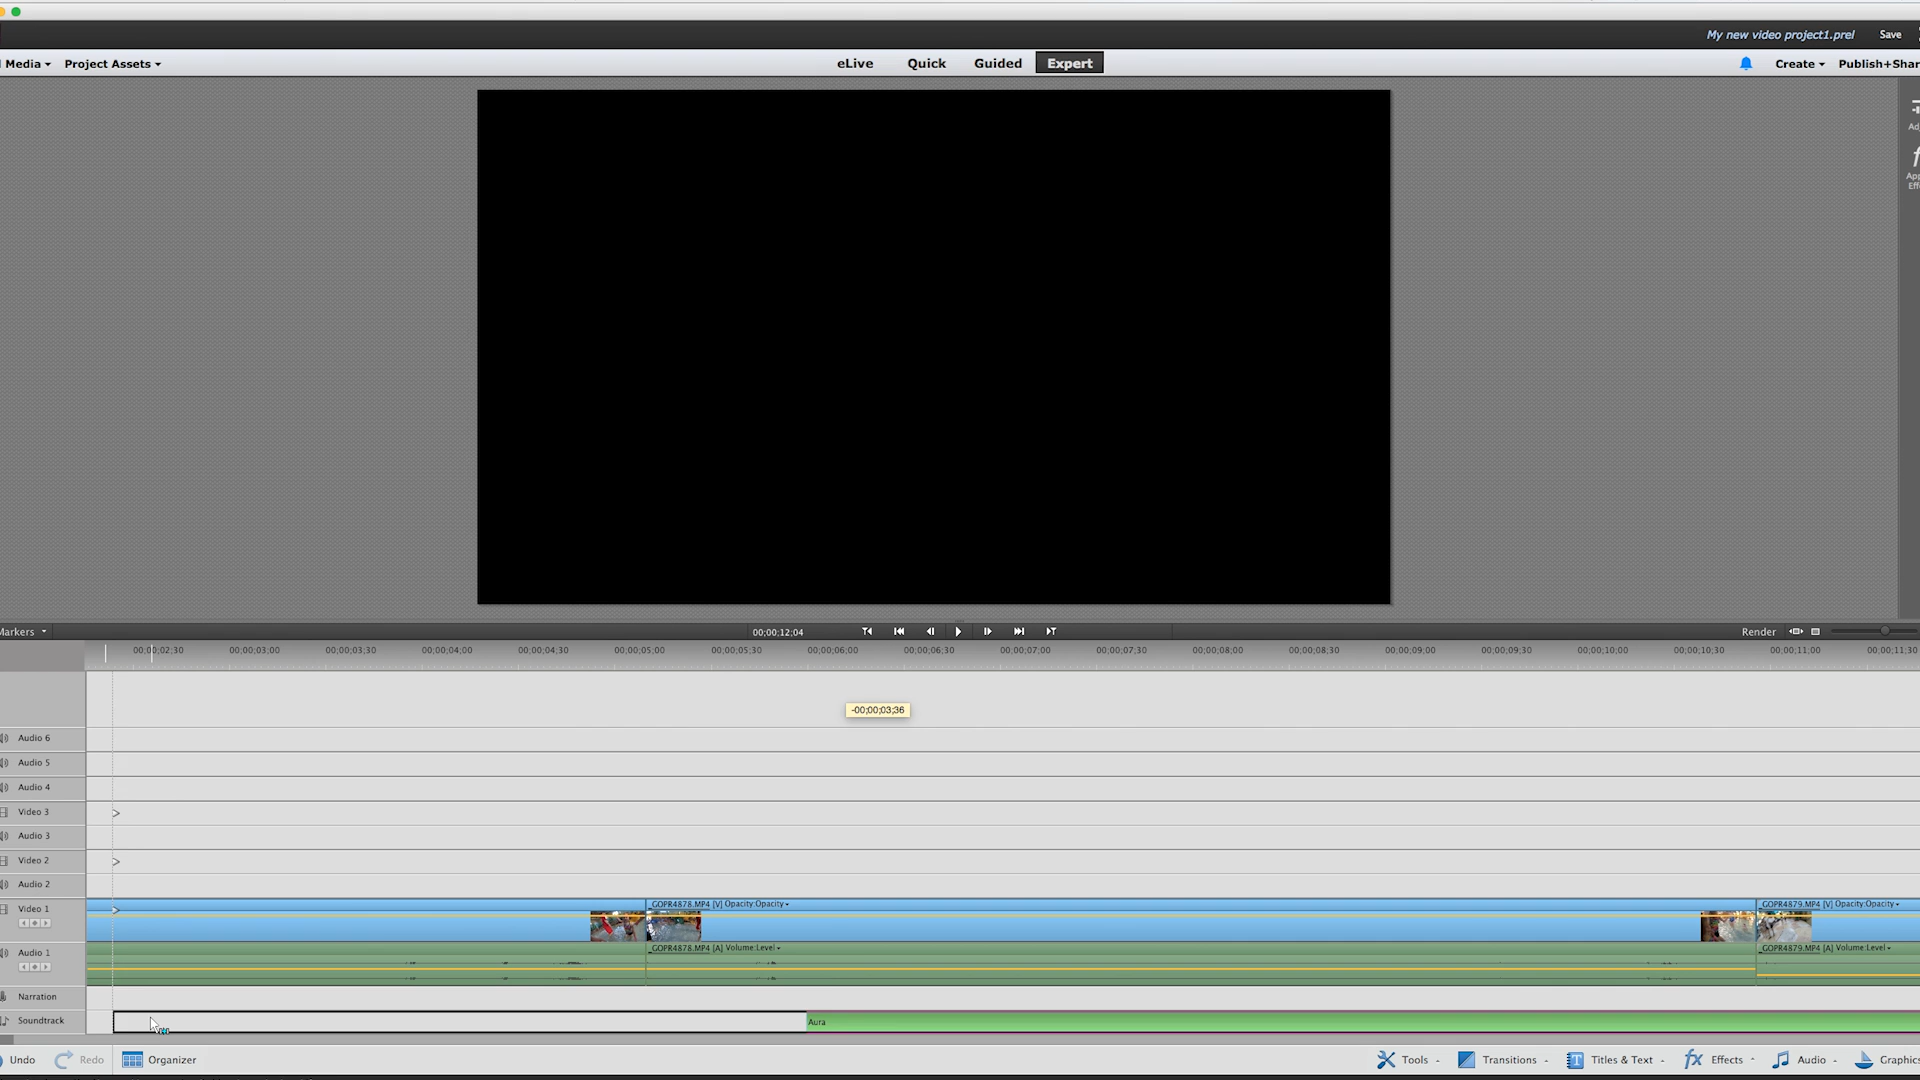 My new video project1.prel Save
Media Project Assets eLive Quick Guided Expert Create Publish+Shar
Markers 00;00;12;04 Render
00;00;02;30 00;00;03;00 00;00;03;30 00;00;04;00 00;00;04;30 00;00;05;00 00;00;05;30 00;00;06;00 00;00;06;30 00;00;07;00 00;00;07;30 00;00;08;00 00;00;08;30 00;00;09;00 00;00;09;30 00;00;10;00 00;00;10;30 00;00;11;00 00;00;11;30
-00;00;03;36
Audio 6
Audio 5
Audio 4
Video 3
Audio 3
Video 2
Audio 2
Video 1 _GOPR4878.MP4 [V] Opacity:Opacity _GOPR4879.MP4 [V] Opacity:Opacity
Audio 1 _GOPR4878.MP4 [A] Volume:Level _GOPR4879.MP4 [A] Volume:Level
Narration
Soundtrack Aura
Undo Redo Organizer Tools Transitions Titles & Text fx Effects Audio Graphics